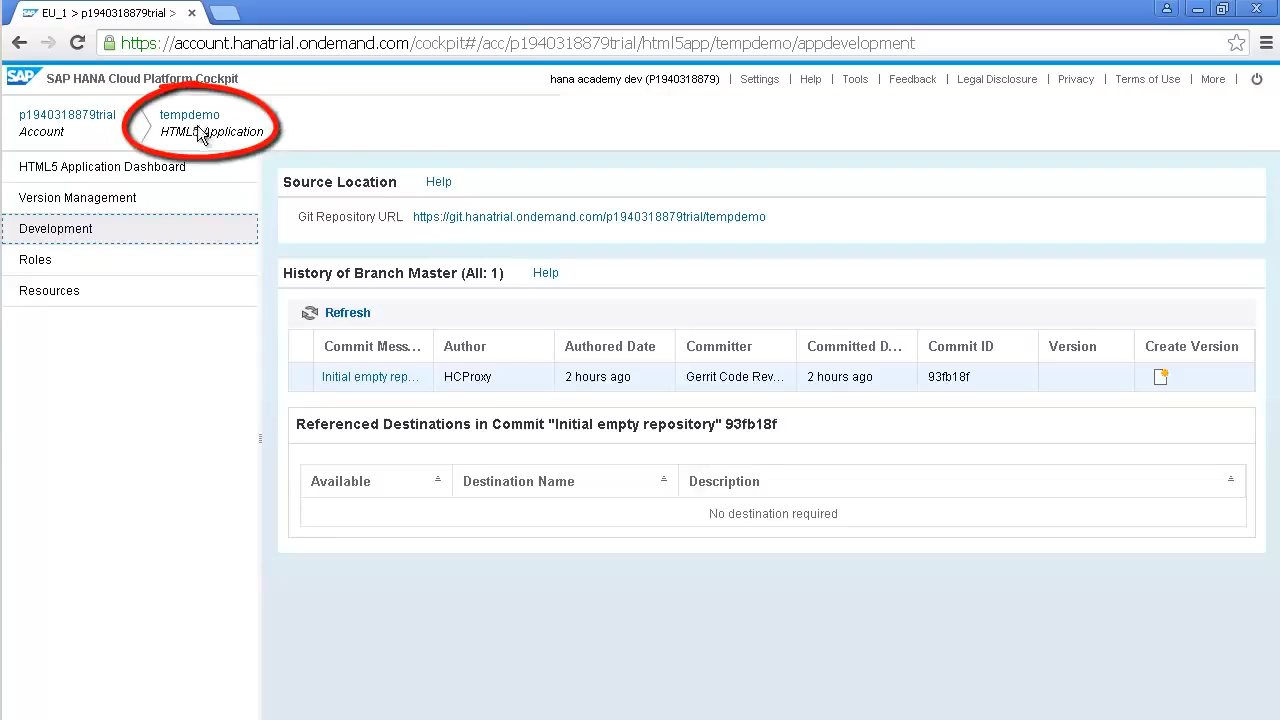 EU_1 > p1940318879trial >
https://account.hanatrial.ondemand.com/cockpit#/acc/p1940318879trial/html5app/tempdemo/appdevelopment
SAP SAP HANA Cloud Platform Cockpit hana academy dev (P1940318879) Settings Help Tools Feedback Legal Disclosure Privacy Terms of Use More
p1940318879trial tempdemo
Account HTML5 Application
HTML5 Application Dashboard
Version Management
Development
Roles
Resources
Source Location Help
Git Repository URL https://git.hanatrial.ondemand.com/p1940318879trial/tempdemo
History of Branch Master (All: 1) Help
Refresh
Commit Mess... Author Authored Date Committer Committed D... Commit ID Version Create Version
Initial empty rep... HCProxy 2 hours ago Gerrit Code Rev... 2 hours ago 93fb18f
Referenced Destinations in Commit "Initial empty repository" 93fb18f
Available Destination Name Description
No destination required